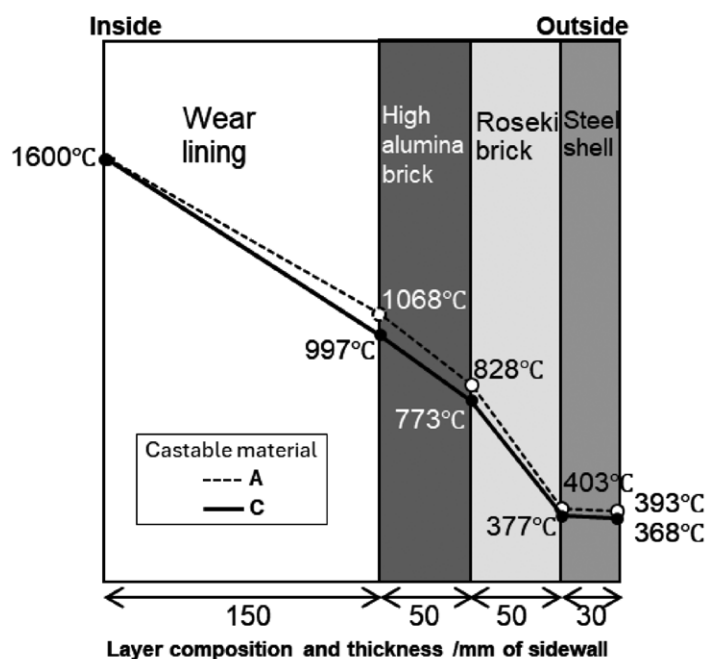 Inside
Outside
Wear
lining
High
alumina
brick
Roseki
brick
Steel
shell
1600℃
1068℃
997℃
828℃
773℃
403℃
393℃
377℃
368℃
Castable material
A
C
150
50
50
30
Layer composition and thickness /mm of sidewall